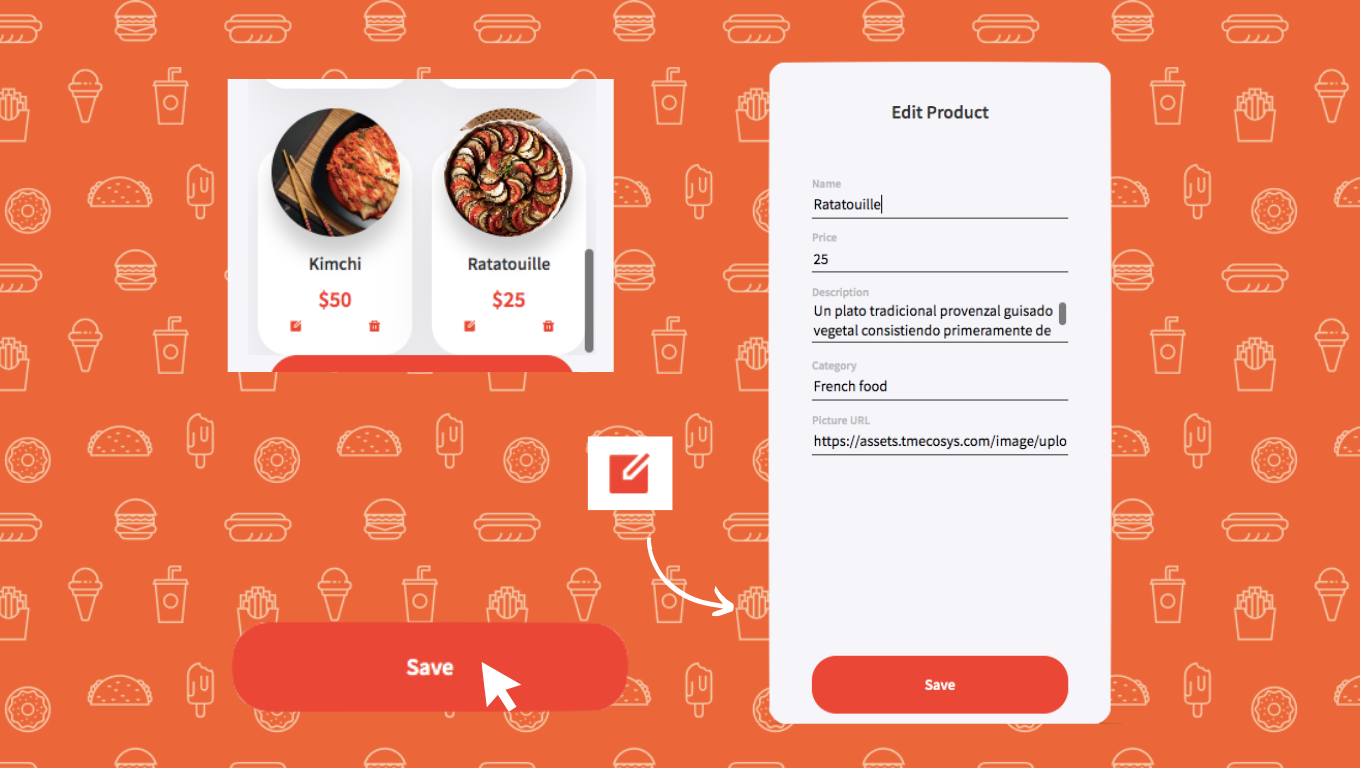 Kimchi
$50
Ratatouille
$25
Save
Edit Product
Name
Ratatouille
Price
25
Description
Un plato tradicional provenzal guisado
vegetal consistiendo primeramente de
Category
French food
Picture URL
https://assets.tmecosys.com/image/uplo
Save